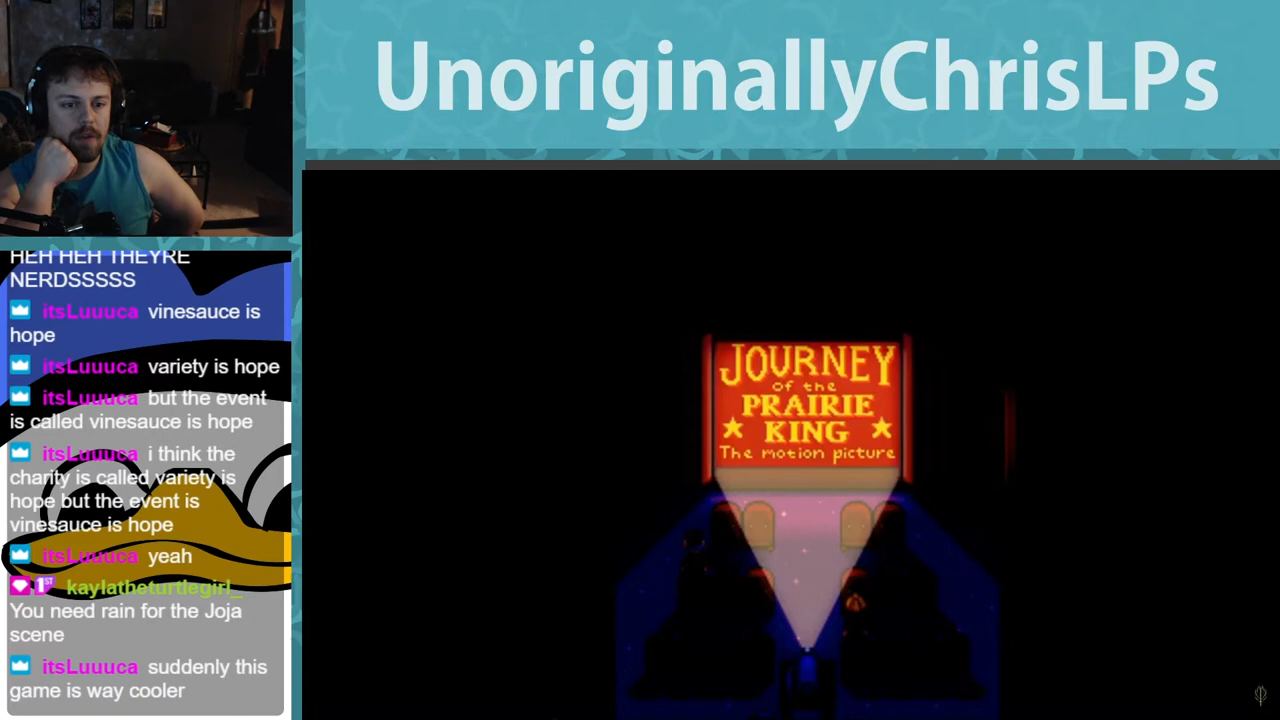 UnoriginallyChrisLPs
HEH HEH THEYRE
NERDSSSSS
itsLuuuca vinesauce is
hope
itsLuuuca variety is hope
itsLuuuca but the event
is called vinesauce is hope
itsLuuuca i think the
charity is called variety is
hope but the event is
vinesauce is hope
itsLuuuca yeah
1ST kaylatheturtlegirl_
You need rain for the Joja
scene
itsLuuuca suddenly this
game is way cooler
JOURNEY
of the
PRAIRIE
KING
The motion picture